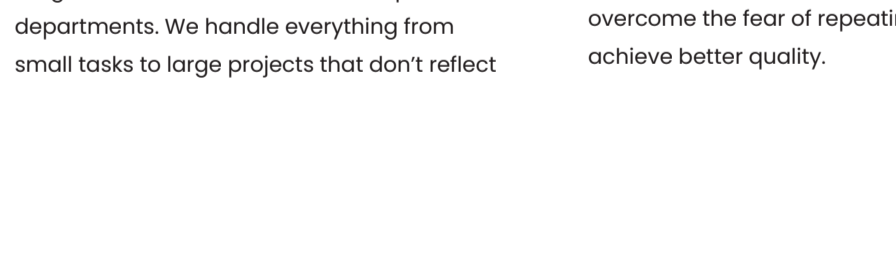 departments. We handle everything from
small tasks to large projects that don’t reflect
overcome the fear of
achieve better quality.